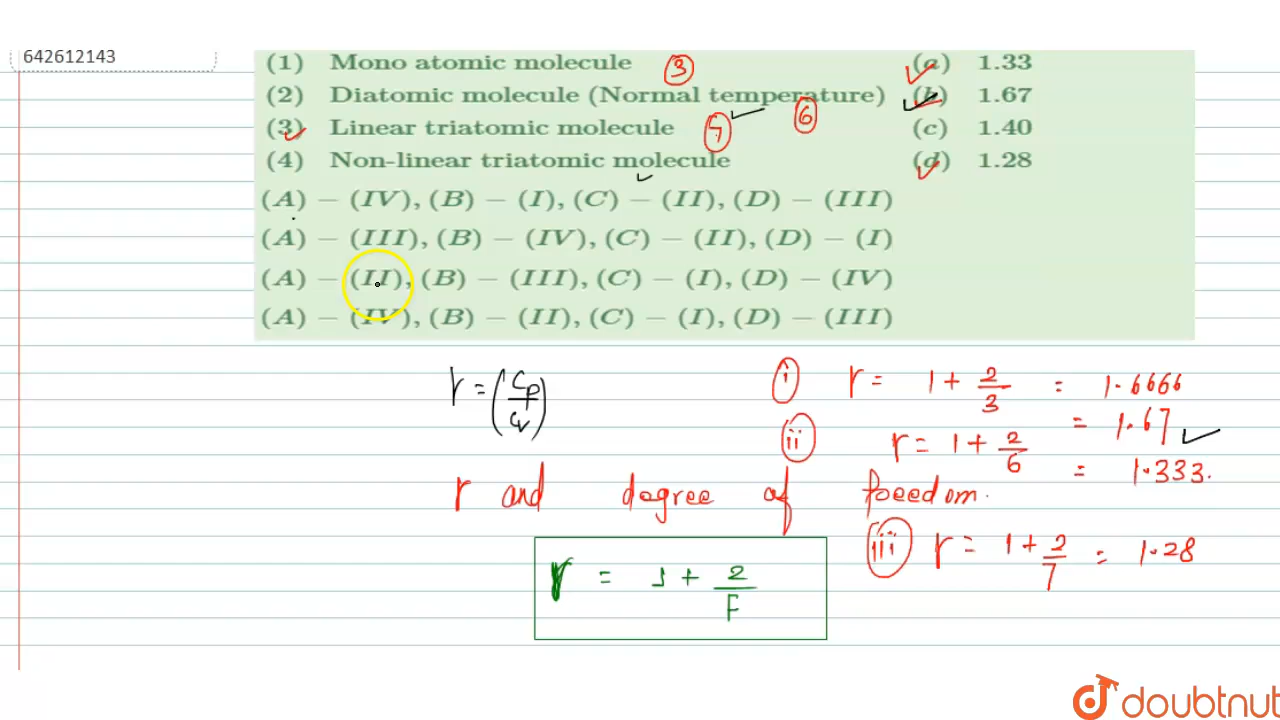 642612143
(1) Mono atomic molecule 3 (a) 1.33
(2) Diatomic molecule (Normal temperature) 6 (b) 1.67
(3) Linear triatomic molecule 7 (c) 1.40
(4) Non-linear triatomic molecule (d) 1.28
(A) − (IV), (B) − (I), (C) − (II), (D) − (III)
(A) − (III), (B) − (IV), (C) − (II), (D) − (I)
(A) − (II), (B) − (III), (C) − (I), (D) − (IV)
(A) − (IV), (B) − (II), (C) − (I), (D) − (III)
r = (Cp/Cv)
i r = 1 + 2/3 = 1.6666
= 1.67
ii r = 1 + 2/6 = 1.333.
r and degree of foeedom.
iii r = 1 + 2/7 = 1.28
r = 1 + 2/F
doubtnut